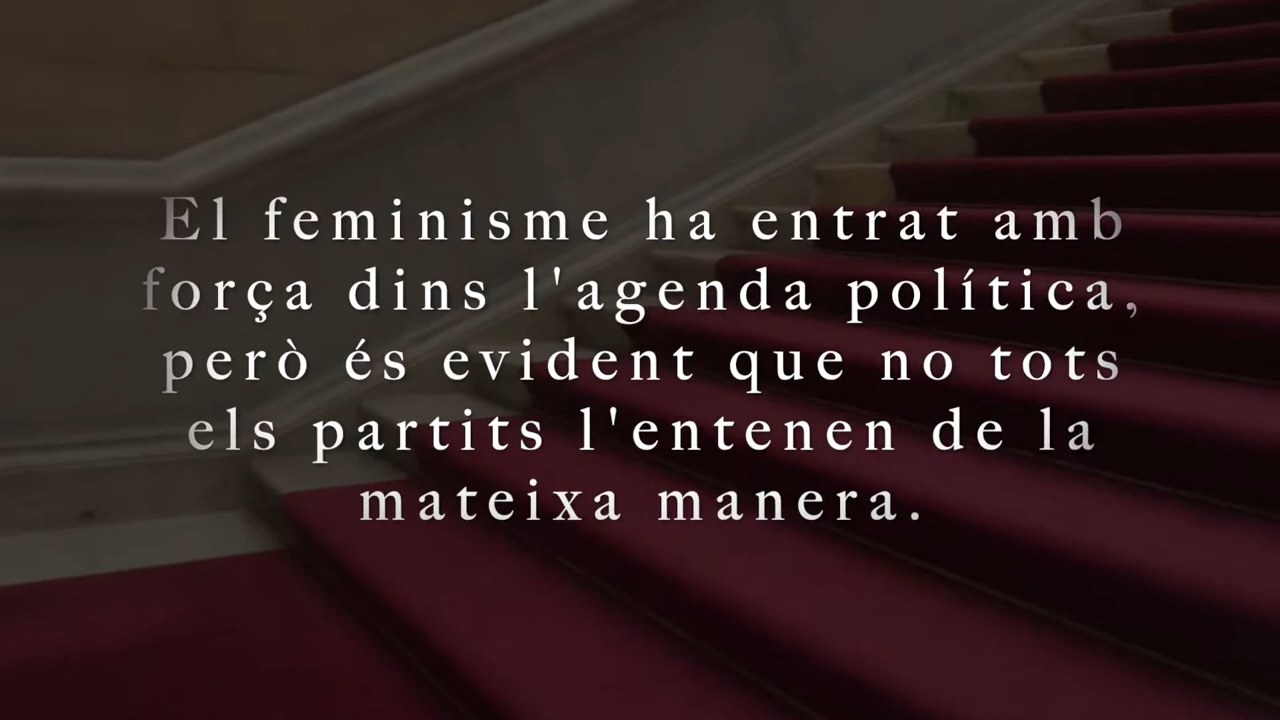 El feminisme ha entrat amb
força dins l'agenda política,
però és evident que no tots
els partits l'entenen de la
mateixa manera.